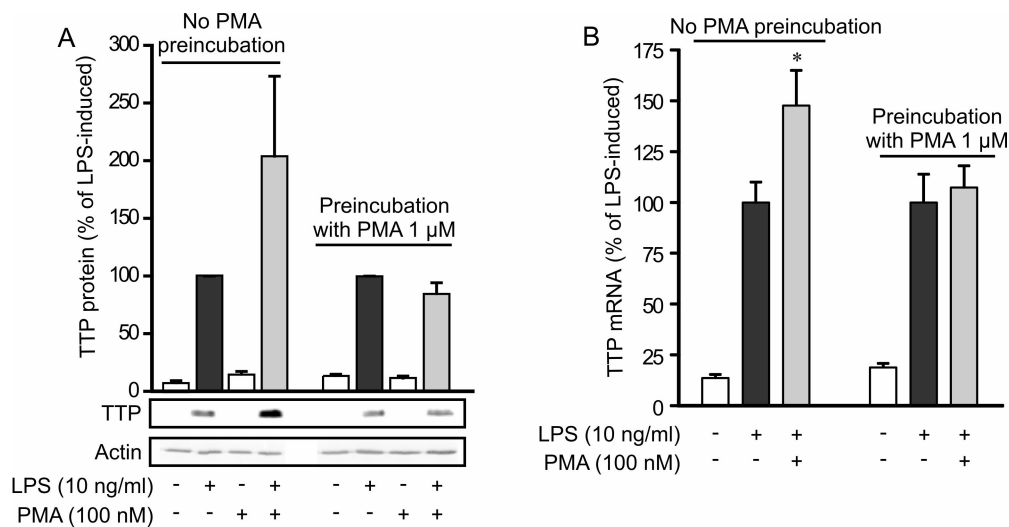 A
No PMA
preincubation
TTP protein (% of LPS-induced)
300
250
200
150
100
50
0
Preincubation
with PMA 1 µM
TTP
Actin
LPS (10 ng/ml) - + - + - + - +
PMA (100 nM) - - + + - - + +
B
No PMA preincubation
TTP mRNA (% of LPS-induced)
175
150
125
100
75
50
25
0
*
Preincubation
with PMA 1 µM
LPS (10 ng/ml) - + + - + +
PMA (100 nM) - - + - - +